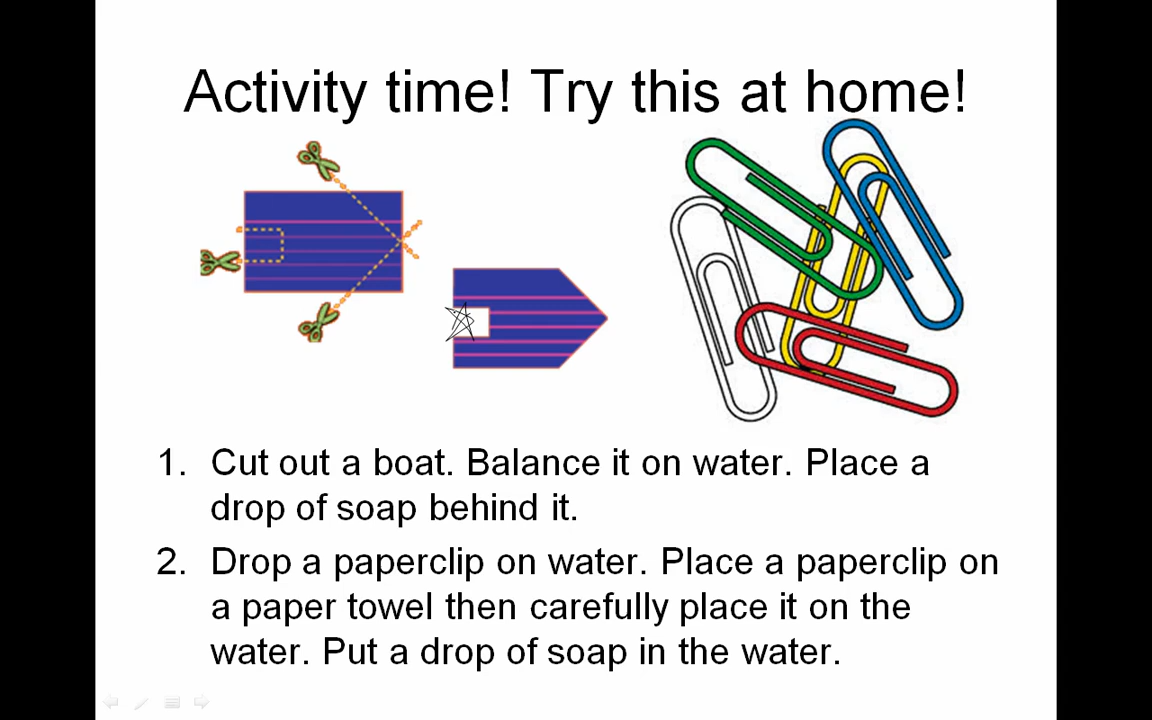 Activity time! Try this at home!
1. Cut out a boat. Balance it on water. Place a
drop of soap behind it.
2. Drop a paperclip on water. Place a paperclip on
a paper towel then carefully place it on the
water. Put a drop of soap in the water.